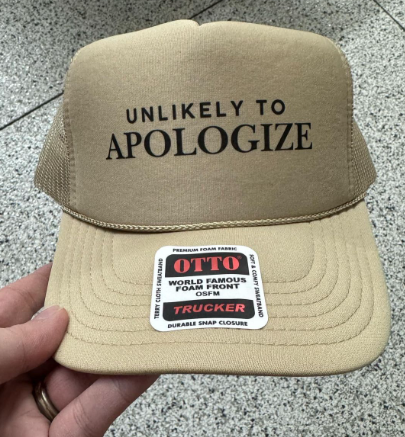 UNLIKELY TO
APOLOGIZE
PREMIUM FOAM FABRIC
OTTO
WORLD FAMOUS
FOAM FRONT
OSFM
TRUCKER
DURABLE SNAP CLOSURE
TERRY CLOTH SWEATBAND
SOFT & COMFY SWEATBAND